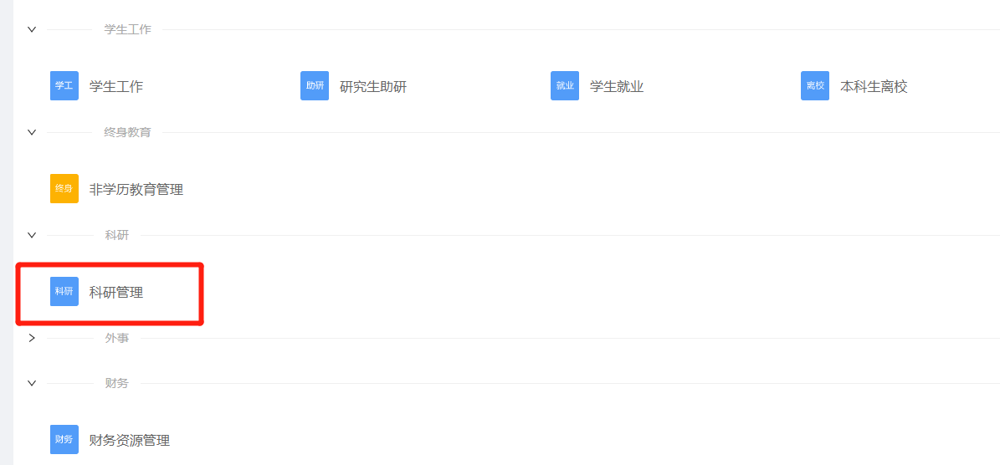 学生工作
学工 学生工作 助研 研究生助研 就业 学生就业 离校 本科生离校
终身教育
终身 非学历教育管理
科研
科研 科研管理
外事
财务
财务 财务资源管理